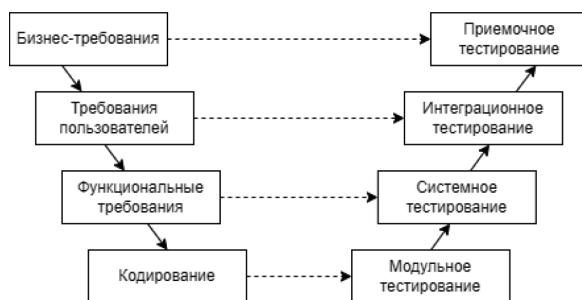 Бизнес-требования
Приемочное
тестирование
Требования
пользователей
Интеграционное
тестирование
Функциональные
требования
Системное
тестирование
Кодирование
Модульное
тестирование